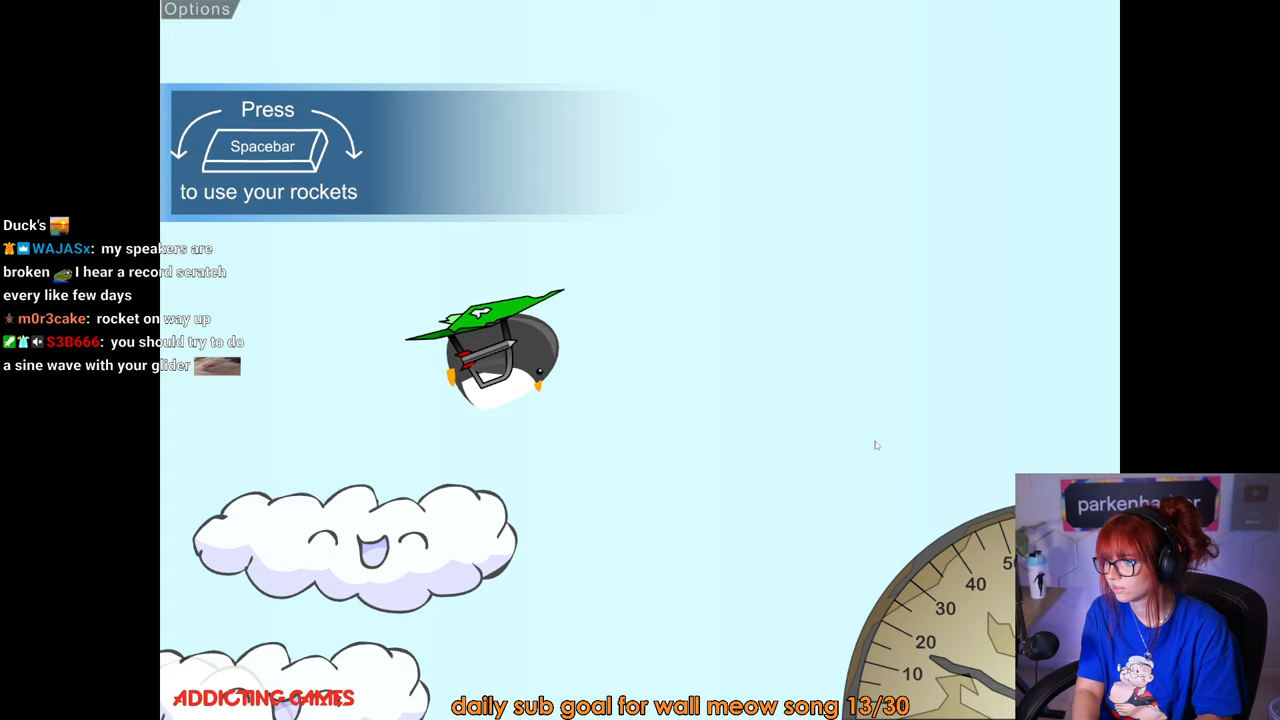 Options
Press
Spacebar
to use your rockets
Duck's
WAJASx: my speakers are
broken I hear a record scratch
every like few days
m0r3cake: rocket on way up
S3B666: you should try to do
a sine wave with your glider
50
40
30
20
10
ADDICTING GAMES
daily sub goal for wall meow song 13/30